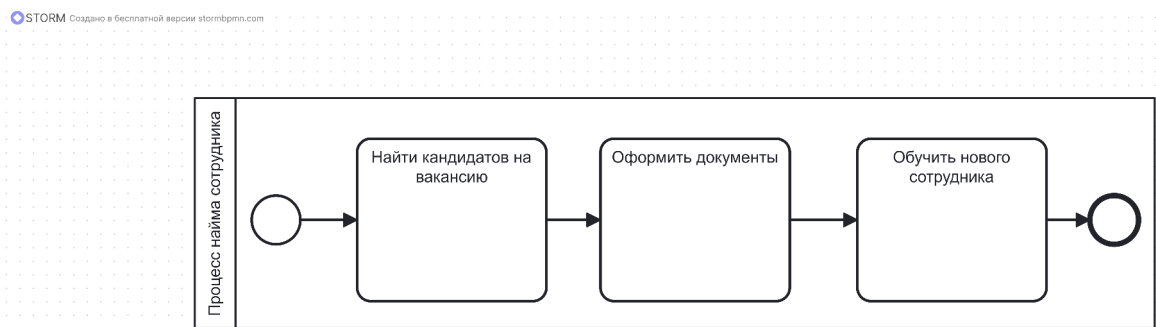 STORM Создано в бесплатной версии stormbpmn.com
Процесс найма сотрудника
Найти кандидатов на
вакансию
Оформить документы
Обучить нового
сотрудника